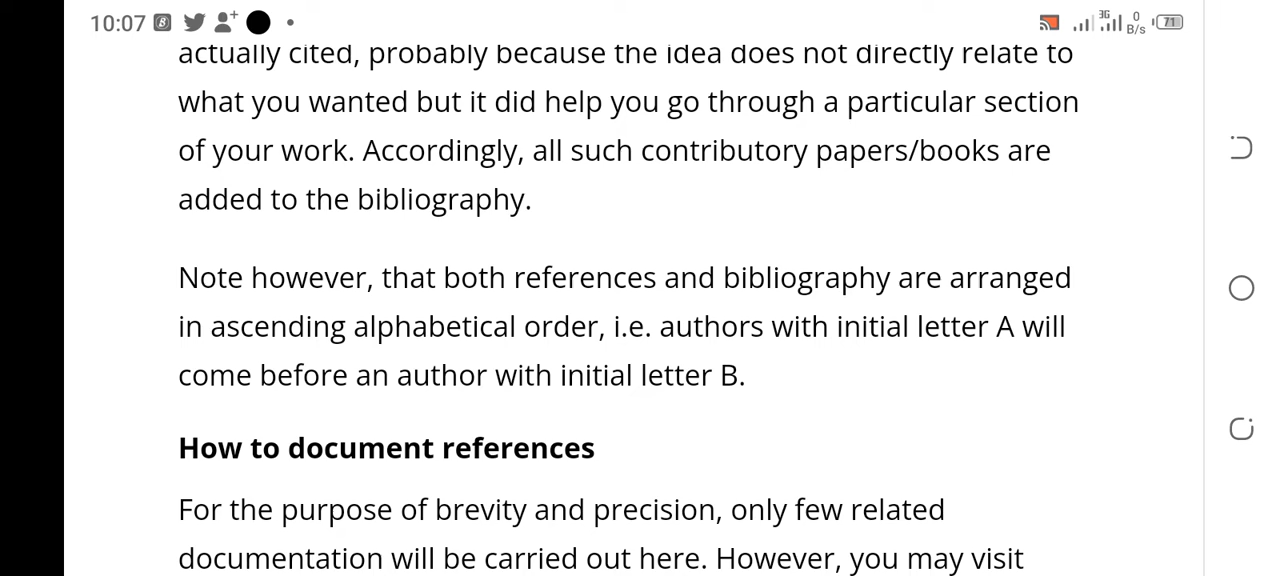 10:07
3G 0 B/s 71
actually cited, probably because the idea does not directly relate to
what you wanted but it did help you go through a particular section
of your work. Accordingly, all such contributory papers/books are
added to the bibliography.
Note however, that both references and bibliography are arranged
in ascending alphabetical order, i.e. authors with initial letter A will
come before an author with initial letter B.
How to document references
For the purpose of brevity and precision, only few related
documentation will be carried out here. However, you may visit